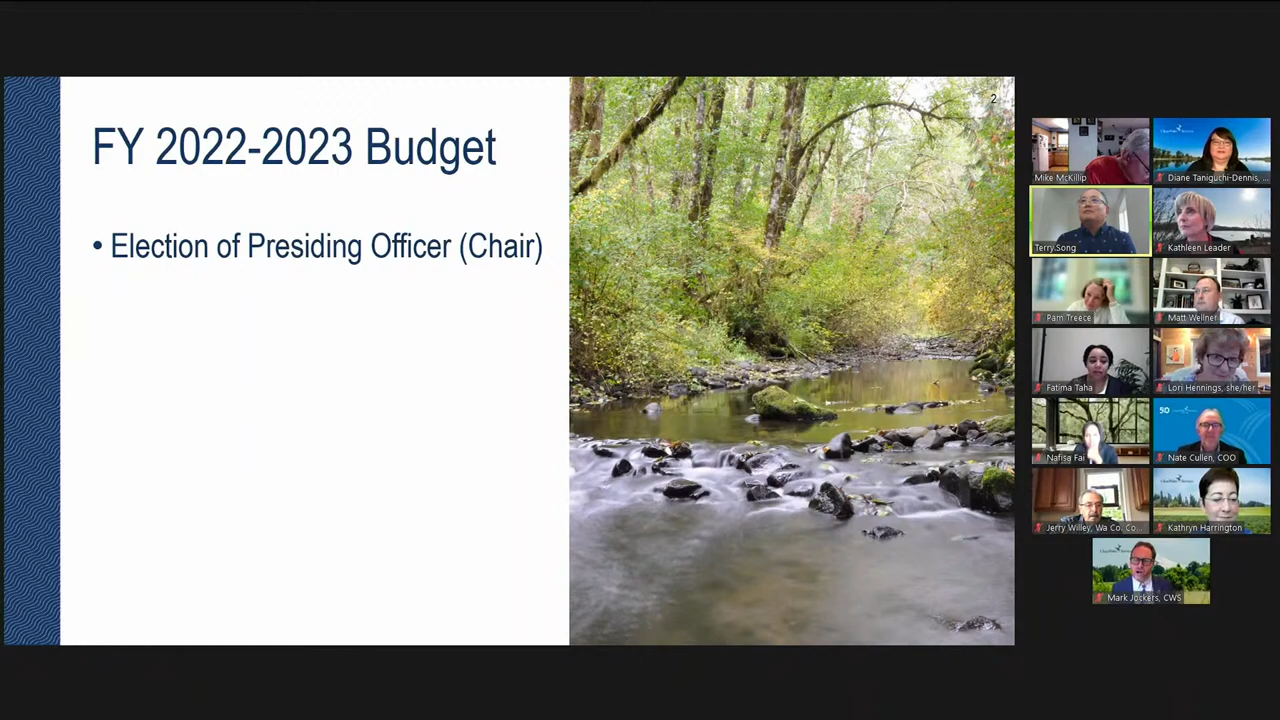 FY 2022-2023 Budget
• Election of Presiding Officer (Chair)
2
Mike McKillip
Diane Taniguchi-Dennis, ...
Terry.Song
Kathleen Leader
Pam Treece
Matt Wellner
Fatima Taha
Lori Hennings, she/her
Nafisa Fai
Nate Cullen, COO
Jerry Willey, Wa Co. Co...
Kathryn Harrington
Mark Jockers, CWS